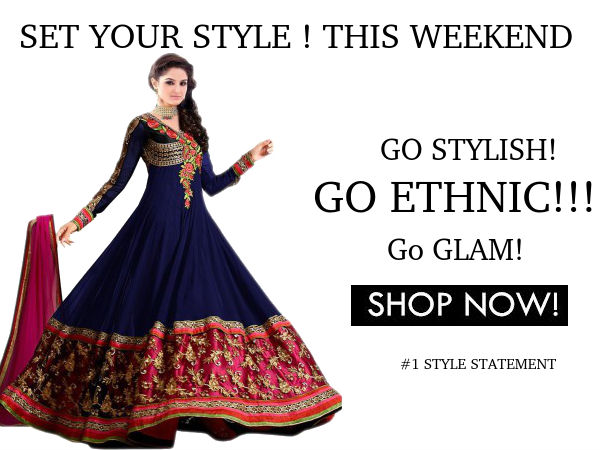 SET YOUR STYLE ! THIS WEEKEND
GO STYLISH!
GO ETHNIC!!!
Go GLAM!
SHOP NOW!
#1 STYLE STATEMENT